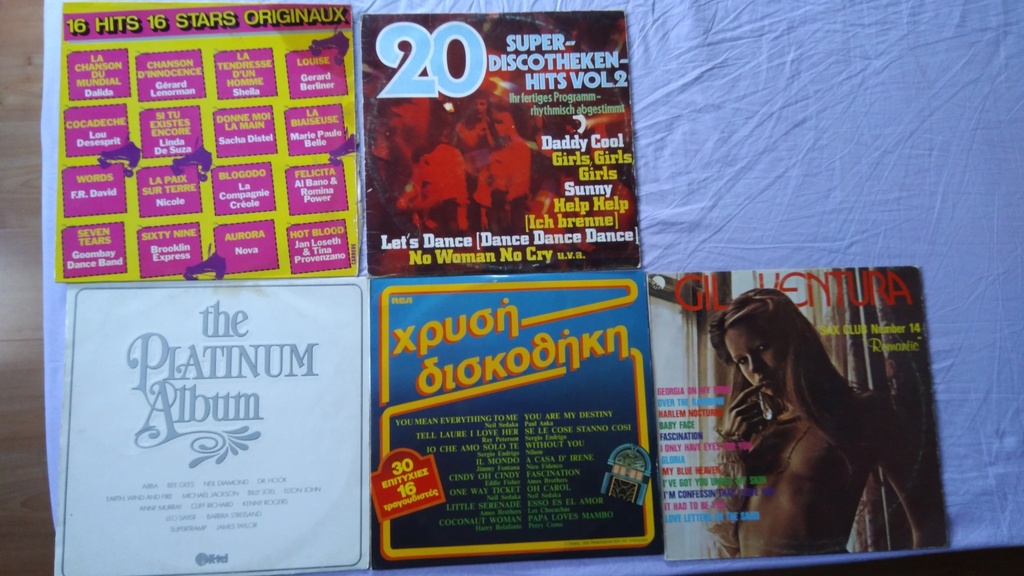 16 HITS 16 STARS ORIGINAUX
LA
CHANSON
DU
MUNDIAL
Dalida
CHANSON
D'INNOCENCE
Gérard
Lenorman
LA
TENDRESSE
D'UN
HOMME
Sheila
LOUISE
Gerard
Berliner
COCADECHE
Lou
Desesprit
SI TU
EXISTES
ENCORE
Linda
De Suza
DONNE MOI
LA MAIN
Sacha Distel
LA
BIAISEUSE
Marie Paule
Belle
WORDS
F.R. David
LA PAIX
SUR TERRE
Nicole
BLOGODO
La
Compagnie
Créole
FELICITA
Al Bano &
Romina
Power
SEVEN
TEARS
Goombay
Dance Band
SIXTY NINE
Brooklin
Express
AURORA
Nova
HOT BLOOD
Jan Loseth
& Tina
Provenzano
20
SUPER-
DISCOTHEKEN-
HITS VOL.2
Ihr fertiges Programm-
rhythmisch abgestimmt
Daddy Cool
Girls, Girls,
Girls
Sunny
Help Help
(Ich brenne)
Let's Dance (Dance Dance Dance)
No Woman No Cry u.v.a.
the
PLATINUM
Album
ABBA BEE GEES NEIL DIAMOND DR HOOK
EARTH, WIND AND FIRE MICHAEL JACKSON BILLY JOEL ELTON JOHN
ANNE MURRAY CLIFF RICHARD KENNY ROGERS
LEO SAYER BARBRA STREISAND
SUPERTRAMP JAMES TAYLOR
K-tel
RCA
χρυσή
δισκοθήκη
YOU MEAN EVERYTHING TO ME
Neil Sedaka
TELL LAURE I LOVE HER
Ray Peterson
IO CHE AMO SOLO TE
Sergio Endrigo
IL MONDO
Jimmy Fontana
CINDY OH CINDY
Eddie Fisher
ONE WAY TICKET
Neil Sedaka
LITTLE SERENADE
Ames Brothers
COCONAUT WOMAN
Harry Belafonte
YOU ARE MY DESTINY
Paul Anka
SE LE COSE STANNO COSI
Sergio Endrigo
WITHOUT YOU
Nilson
A CASA D' IRENE
Nico Fidenco
FASCINATION
Ames Brothers
OH CAROL
Neil Sedaka
ESSO ES EL AMOR
Los Chacachas
PAPA LOVES MAMBO
Perry Como
30
ΕΠΙΤΥΧΙΕΣ
16
τραγουδιστές
GIL VENTURA
SAX CLUB Number 14
"Romantic"
GEORGIA ON MY MIND
OVER THE RAINBOW
HARLEM NOCTURNE
BABY FACE
FASCINATION
I ONLY HAVE EYES FOR YOU
GLORIA
MY BLUE HEAVEN
I'VE GOT YOU UNDER MY SKIN
I'M CONFESSIN THAT I LOVE YOU
IT HAD TO BE YOU
LOVE LETTERS IN THE SAND